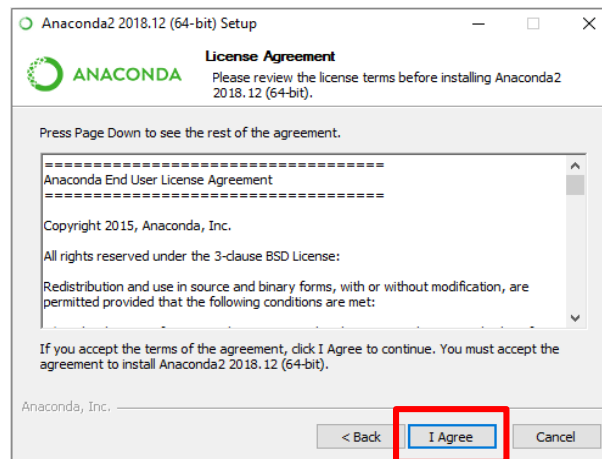 Anaconda2 2018.12 (64-bit) Setup
ANACONDA
License Agreement
Please review the license terms before installing Anaconda2
2018.12 (64-bit).
Press Page Down to see the rest of the agreement.
===================================
Anaconda End User License Agreement
===================================
Copyright 2015, Anaconda, Inc.
All rights reserved under the 3-clause BSD License:
Redistribution and use in source and binary forms, with or without modification, are
permitted provided that the following conditions are met:
If you accept the terms of the agreement, click I Agree to continue. You must accept the
agreement to install Anaconda2 2018.12 (64-bit).
Anaconda, Inc.
< Back
I Agree
Cancel